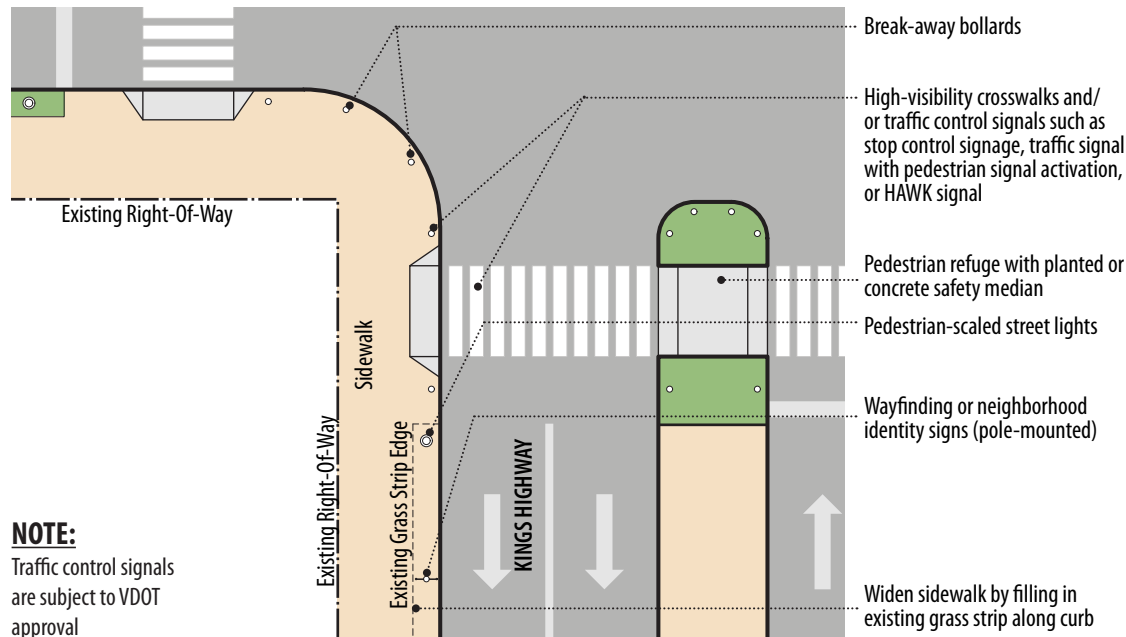 Break-away bollards
High-visibility crosswalks and/
or traffic control signals such as
stop control signage, traffic signal
with pedestrian signal activation,
or HAWK signal
Existing Right-Of-Way
Pedestrian refuge with planted or
concrete safety median
Pedestrian-scaled street lights
Sidewalk
Wayfinding or neighborhood
identity signs (pole-mounted)
Existing Right-Of-Way
Existing Grass Strip Edge
KINGS HIGHWAY
NOTE:
Traffic control signals
are subject to VDOT
approval
Widen sidewalk by filling in
existing grass strip along curb